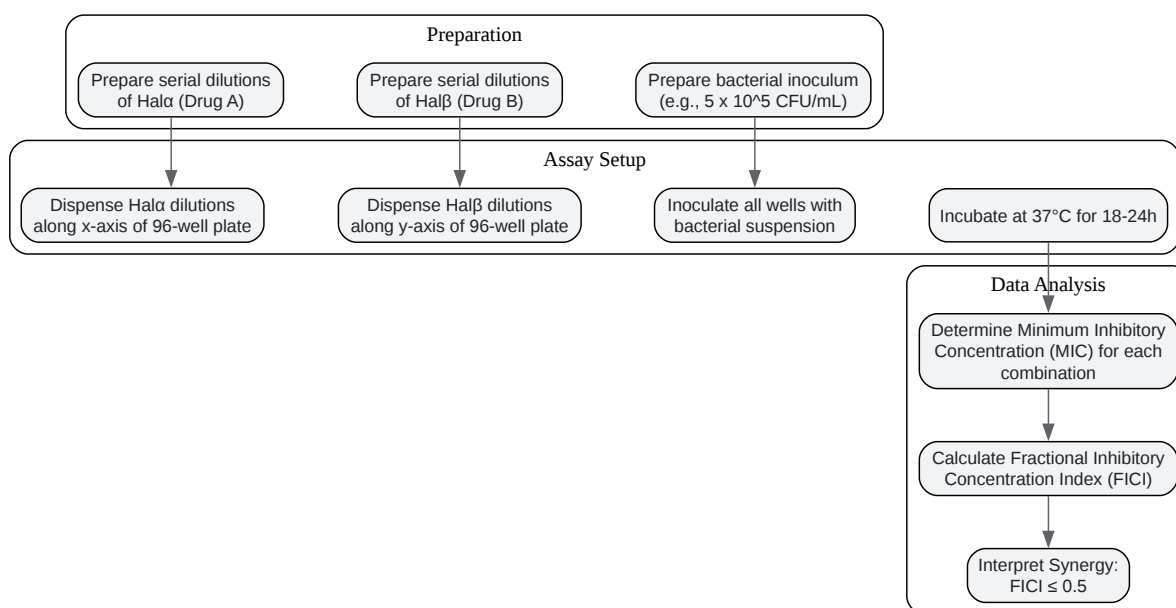 Preparation
Prepare serial dilutions
of Halα (Drug A)
Prepare serial dilutions
of Halβ (Drug B)
Prepare bacterial inoculum
(e.g., 5 x 10^5 CFU/mL)
Assay Setup
Dispense Halα dilutions
along x-axis of 96-well plate
Dispense Halβ dilutions
along y-axis of 96-well plate
Inoculate all wells with
bacterial suspension
Incubate at 37°C for 18-24h
Data Analysis
Determine Minimum Inhibitory
Concentration (MIC) for each
combination
Calculate Fractional Inhibitory
Concentration Index (FICI)
Interpret Synergy:
FICI ≤ 0.5